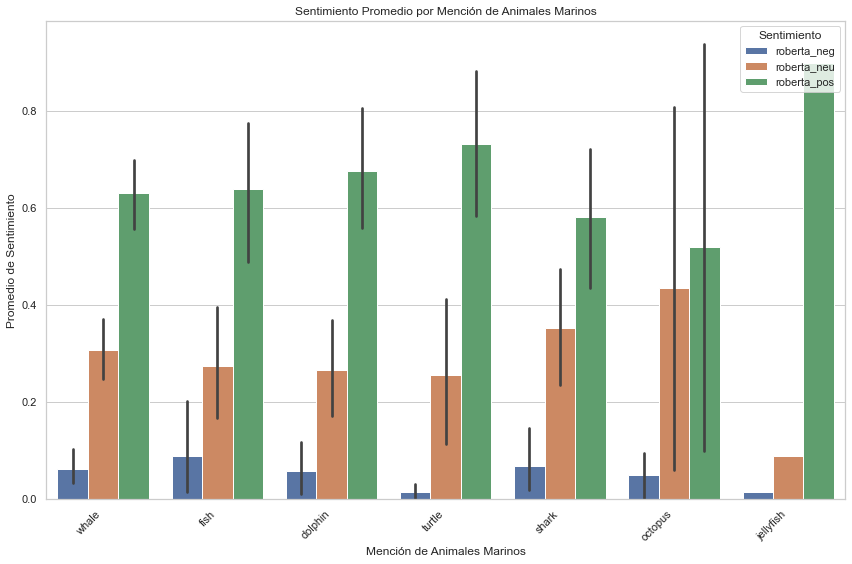 Sentimiento Promedio por Mención de Animales Marinos
Sentimiento
roberta_neg
roberta_neu
roberta_pos
Promedio de Sentimiento
0.8
0.6
0.4
0.2
0.0
whale
fish
dolphin
turtle
shark
octopus
jellyfish
Mención de Animales Marinos